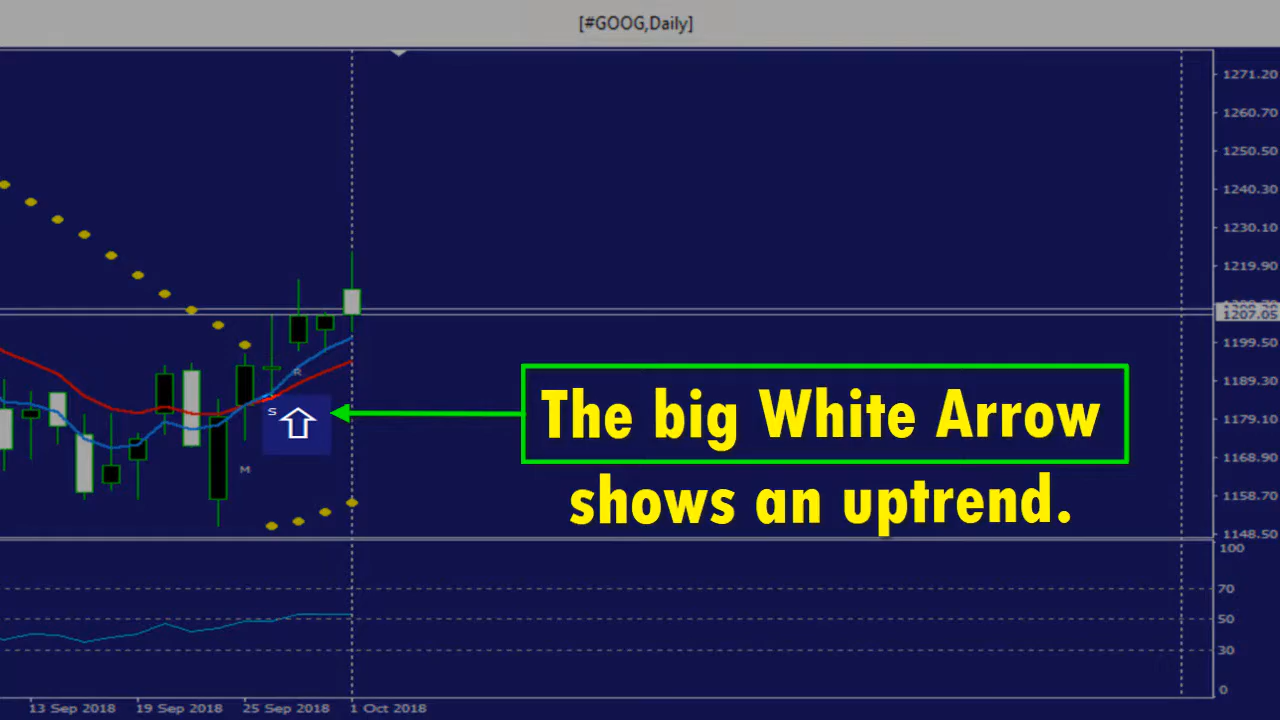 [#GOOG,Daily]
1271.20
1260.70
1250.50
1240.30
1230.10
1219.90
1207.05
1199.50
R
1189.30
S
The big White Arrow
1179.10
M
1168.90
shows an uptrend.
1158.70
1148.50
100
70
50
30
0
13 Sep 2018 19 Sep 2018 25 Sep 2018 1 Oct 2018